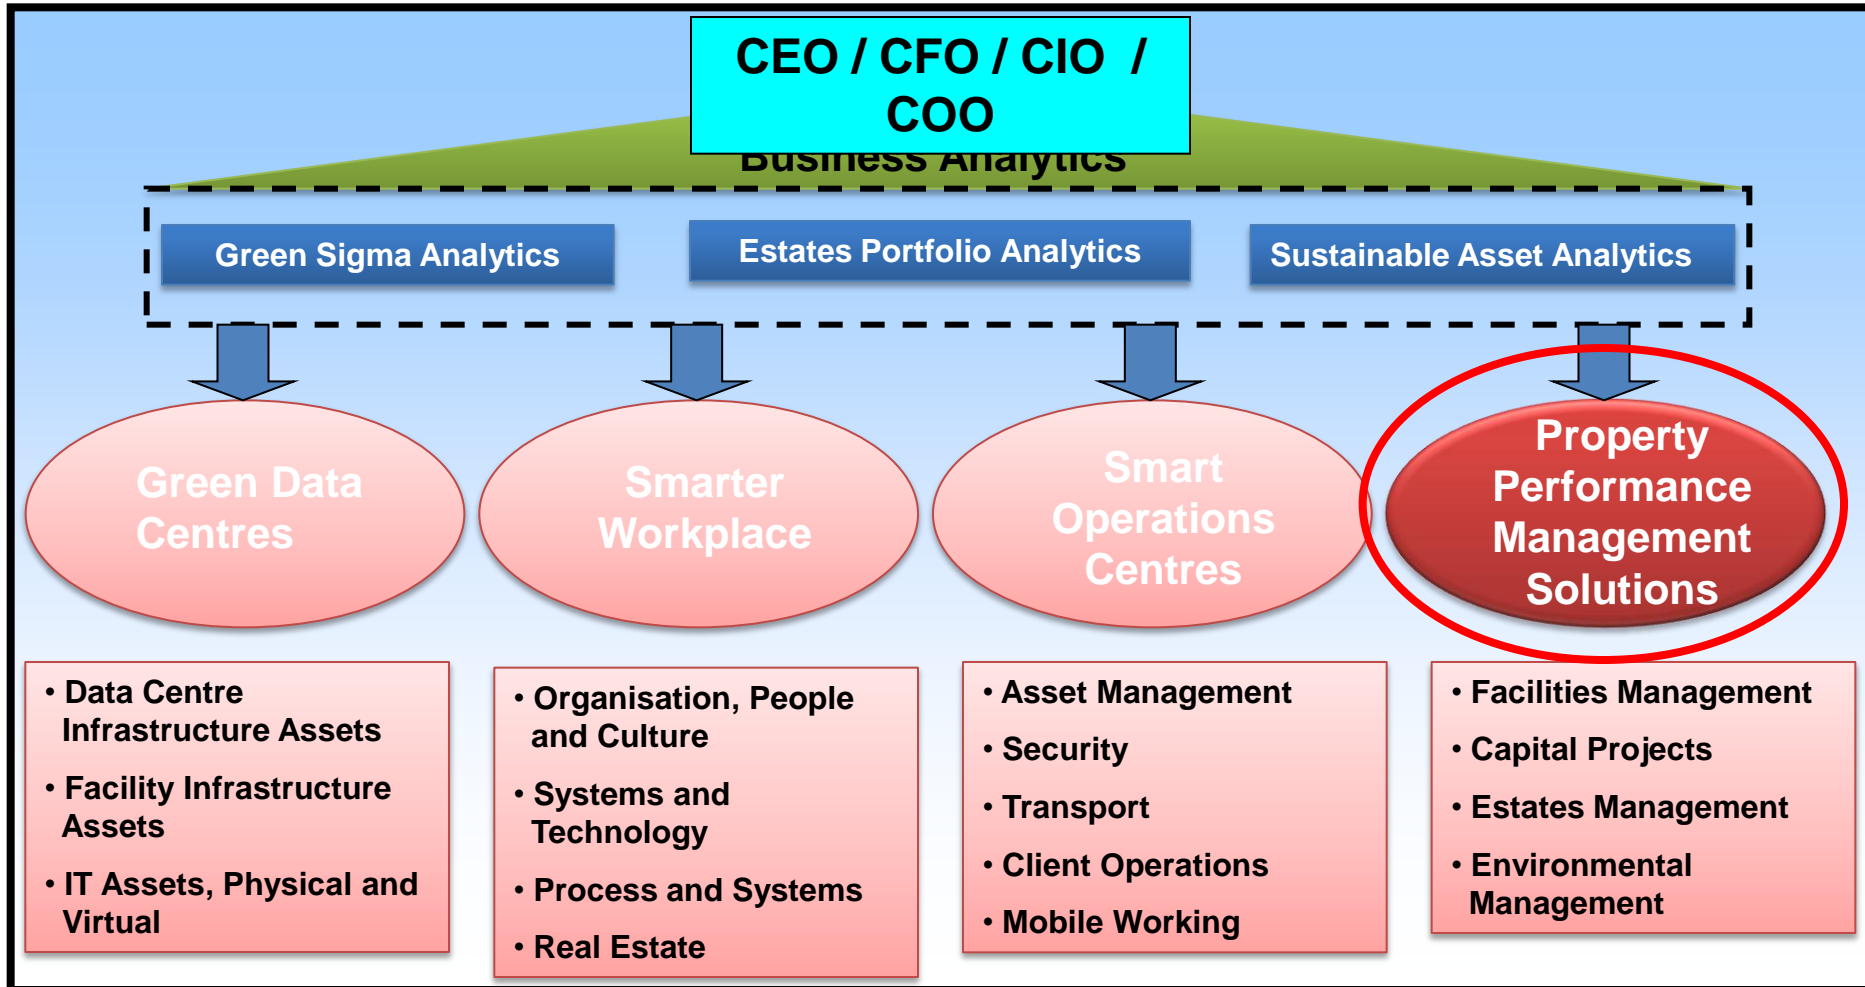 CEO / CFO / CIO /
COO
Business Analytics
Green Sigma Analytics
Estates Portfolio Analytics
Sustainable Asset Analytics
Green Data
Centres
Smarter
Workplace
Smart
Operations
Centres
Property
Performance
Management
Solutions
• Data Centre
Infrastructure Assets
• Facility Infrastructure
Assets
• IT Assets, Physical and
Virtual
• Organisation, People
and Culture
• Systems and
Technology
• Process and Systems
• Real Estate
• Asset Management
• Security
• Transport
• Client Operations
• Mobile Working
• Facilities Management
• Capital Projects
• Estates Management
• Environmental
Management